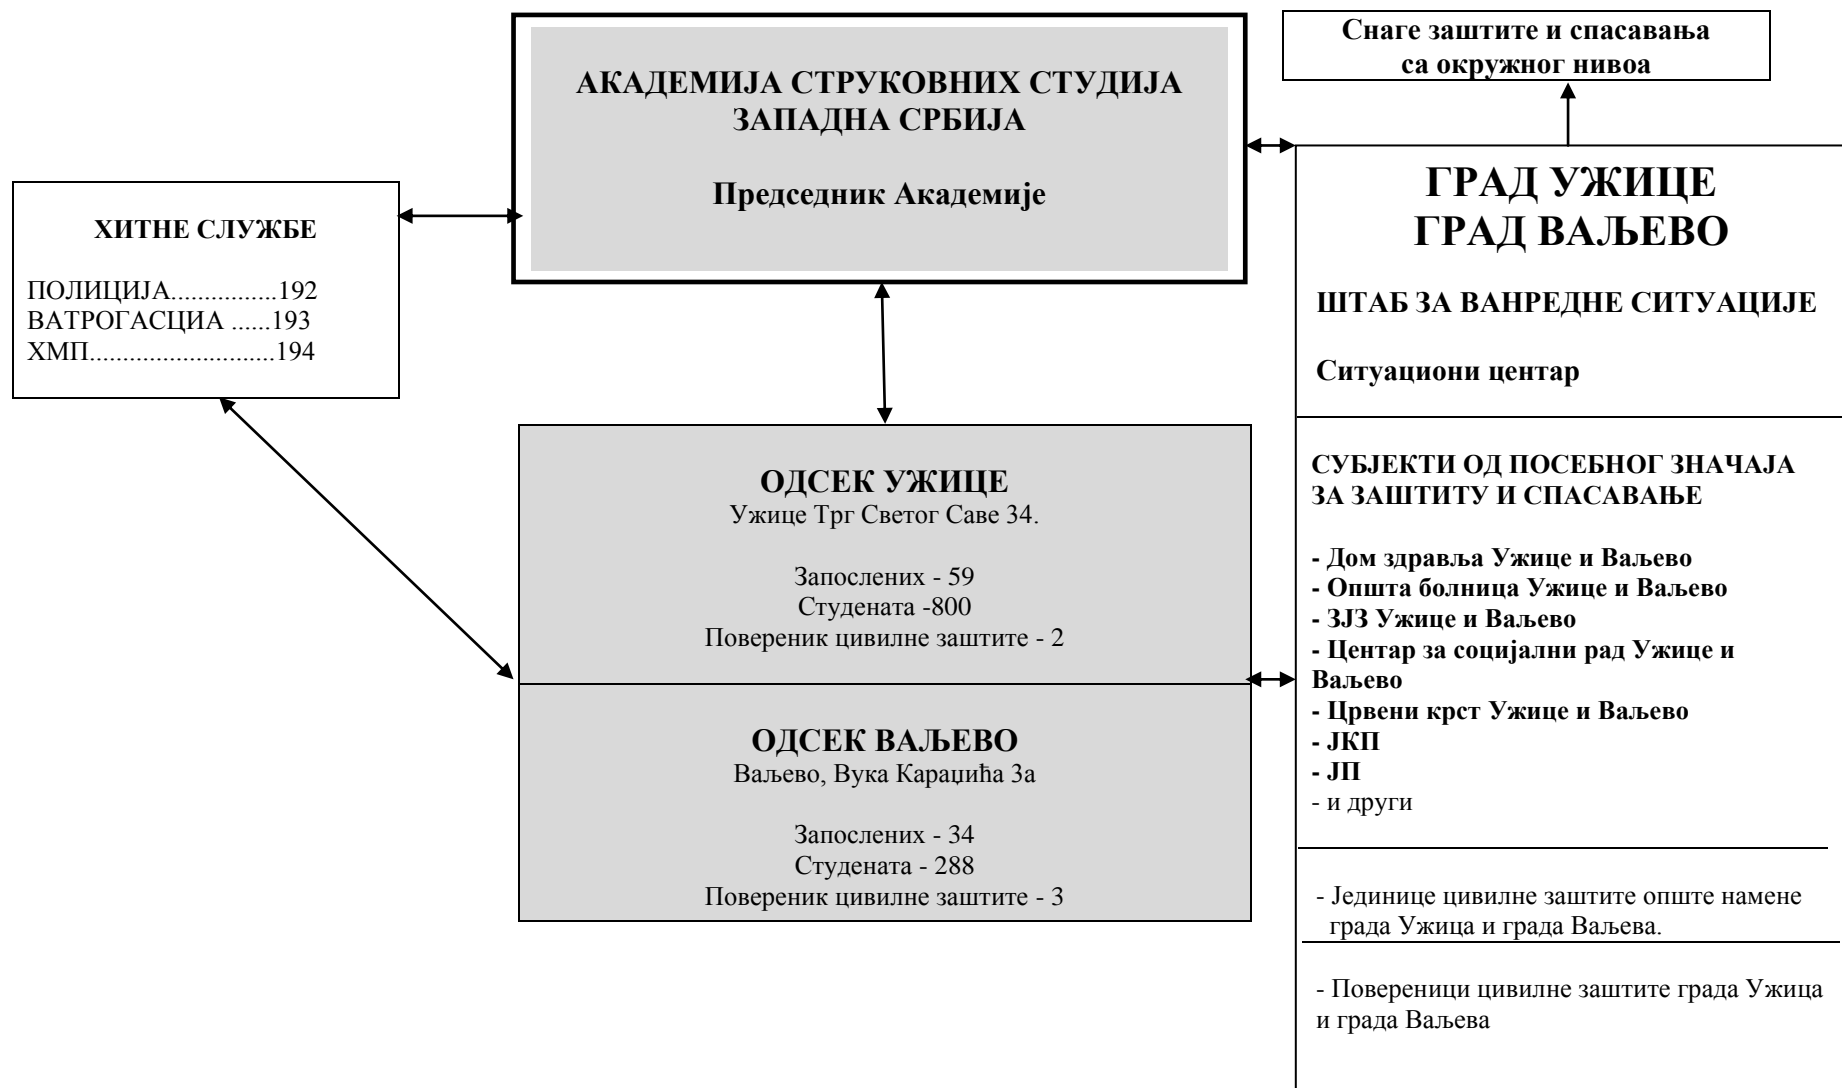 АКАДЕМИЈА СТРУКОВНИХ СТУДИЈА
ЗАПАДНА СРБИЈА
Председник Академије
Снаге заштите и спасавања
са окружног нивоа
ХИТНЕ СЛУЖБЕ
ПОЛИЦИЈА................192
ВАТРОГАСЦИА ......193
ХМП............................194
ГРАД УЖИЦЕ
ГРАД ВАЉЕВО
ШТАБ ЗА ВАНРЕДНЕ СИТУАЦИЈЕ
Ситуациони центар
СУБЈЕКТИ ОД ПОСЕБНОГ ЗНАЧАЈА
ЗА ЗАШТИТУ И СПАСАВАЊЕ
- Дом здравља Ужице и Ваљево
- Општа болница Ужице и Ваљево
- ЗЈЗ Ужице и Ваљево
- Центар за социјални рад Ужице и
Ваљево
- Црвени крст Ужице и Ваљево
- ЈКП
- ЈП
- и други
- Јединице цивилне заштите опште намене
града Ужица и града Ваљева.
- Повереници цивилне заштите града Ужица
и града Ваљева
ОДСЕК УЖИЦЕ
Ужице Трг Светог Саве 34.
Запослених - 59
Студената -800
Повереник цивилне заштите - 2
ОДСЕК ВАЉЕВО
Ваљево, Вука Караџића 3а
Запослених - 34
Студената - 288
Повереник цивилне заштите - 3